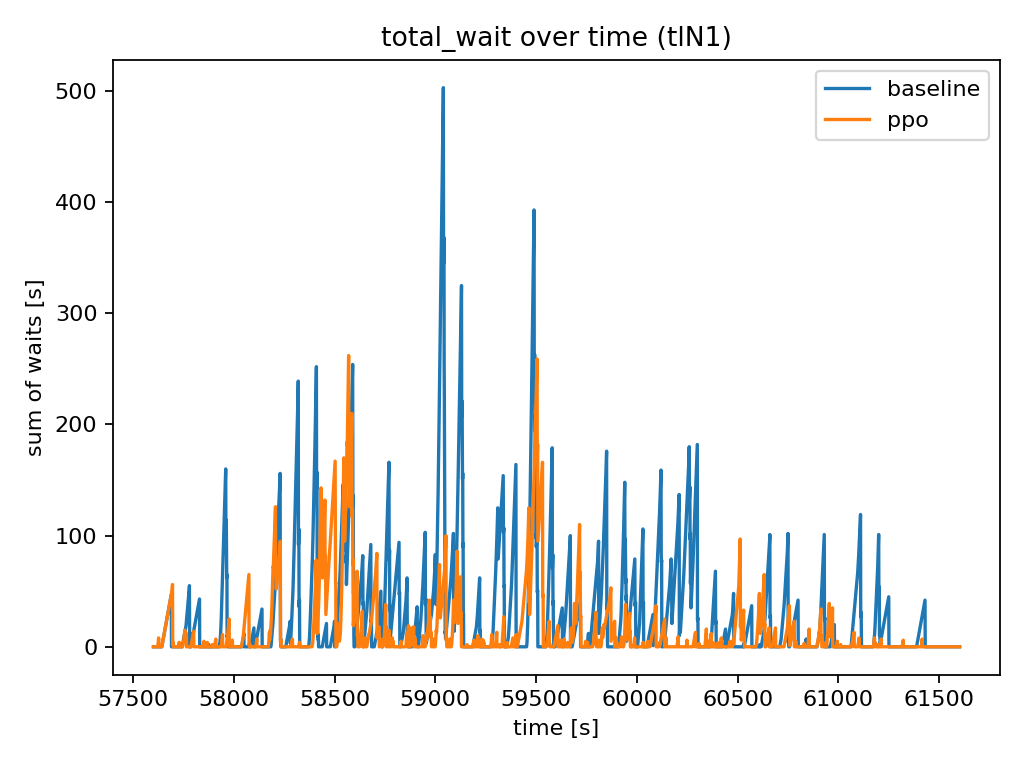 total_wait over time (tlN1)
baseline
ppo
sum of waits [s]
500
400
300
200
100
0
57500 58000 58500 59000 59500 60000 60500 61000 61500
time [s]